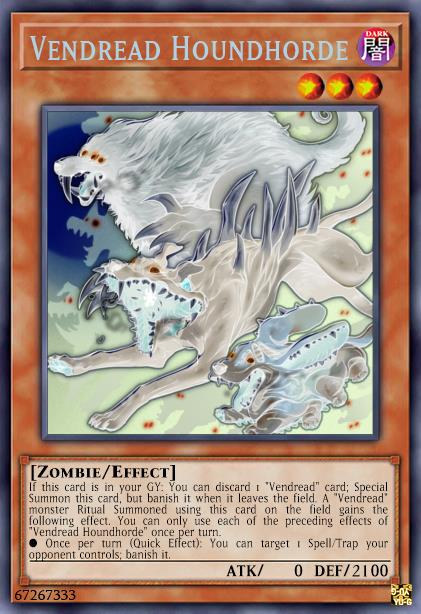 VENDREAD HOUNDHORDE
DARK
闇
[ZOMBIE/EFFECT]
If this card is in your GY: You can discard 1 "Vendread" card; Special
Summon this card, but banish it when it leaves the field. A "Vendread"
monster Ritual Summoned using this card on the field gains the
following effect. You can only use each of the preceding effects of
"Vendread Houndhorde" once per turn.
● Once per turn (Quick Effect): You can target 1 Spell/Trap your
opponent controls; banish it.
ATK/ 0 DEF/2100
67267333